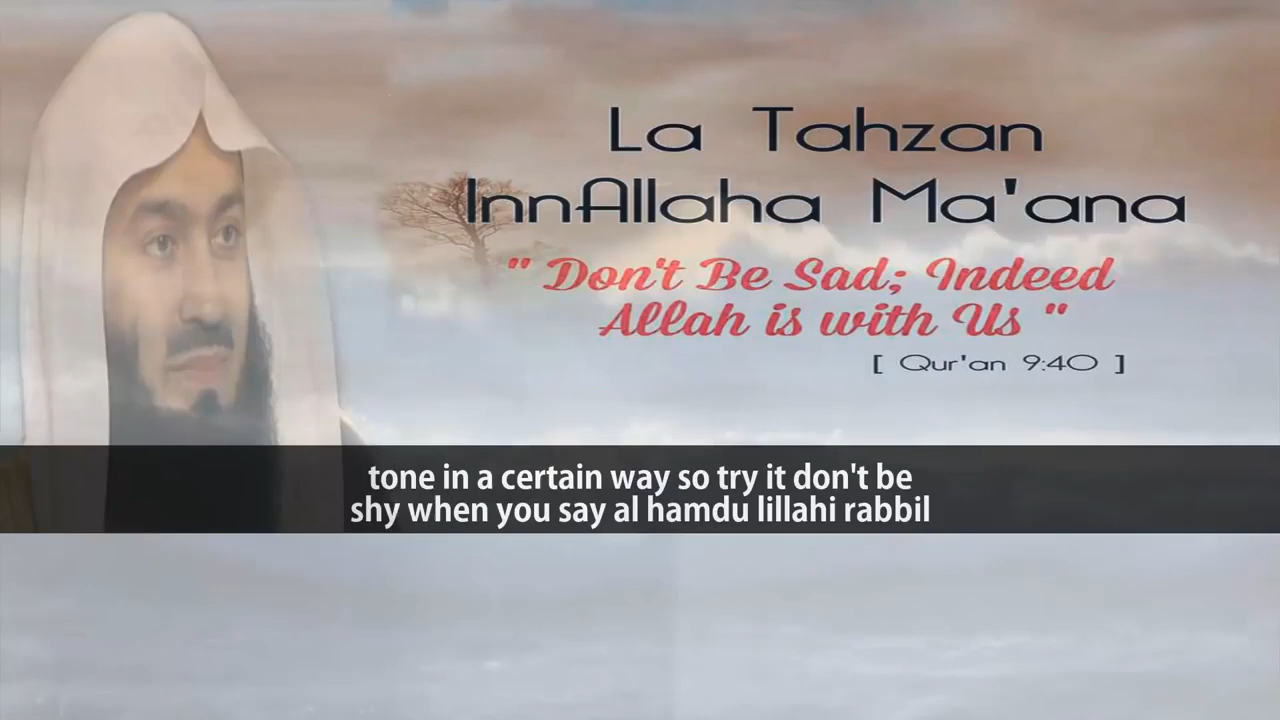 La Tahzan
InnAllaha Ma'ana
" Don't Be Sad; Indeed
Allah is with Us "
[ Qur'an 9:40 ]
tone in a certain way so try it don't be
shy when you say al hamdu lillahi rabbil